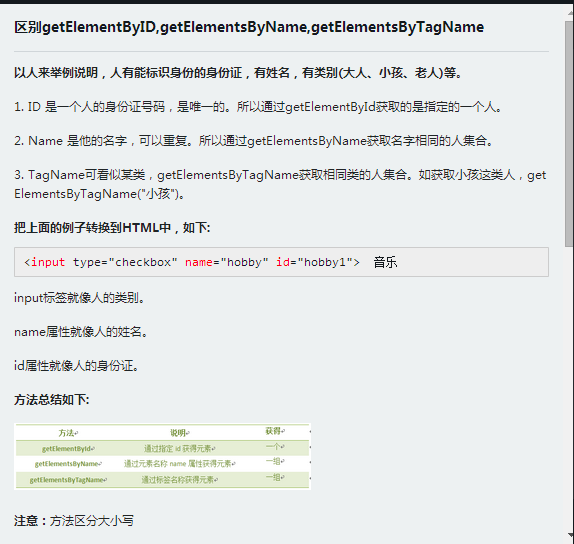 区别getElementByID,getElementsByName,getElementsByTagName
以人来举例说明，人有能标识身份的身份证，有姓名，有类别(大人、小孩、老人)等。
1. ID 是一个人的身份证号码，是唯一的。所以通过getElementById获取的是指定的一个人。
2. Name 是他的名字，可以重复。所以通过getElementsByName获取名字相同的人集合。
3. TagName可看似某类，getElementsByTagName获取相同类的人集合。如获取小孩这类人，get
ElementsByTagName("小孩")。
把上面的例子转换到HTML中，如下:
<input type="checkbox" name="hobby" id="hobby1"> 音乐
input标签就像人的类别。
name属性就像人的姓名。
id属性就像人的身份证。
方法总结如下:
方法 说明 获得
getElementById 通过指定 id 获得元素 一个
getElementsByName 通过元素名称 name 属性获得元素 一组
getElementsByTagName 通过标签名称获得元素 一组
注意：方法区分大小写